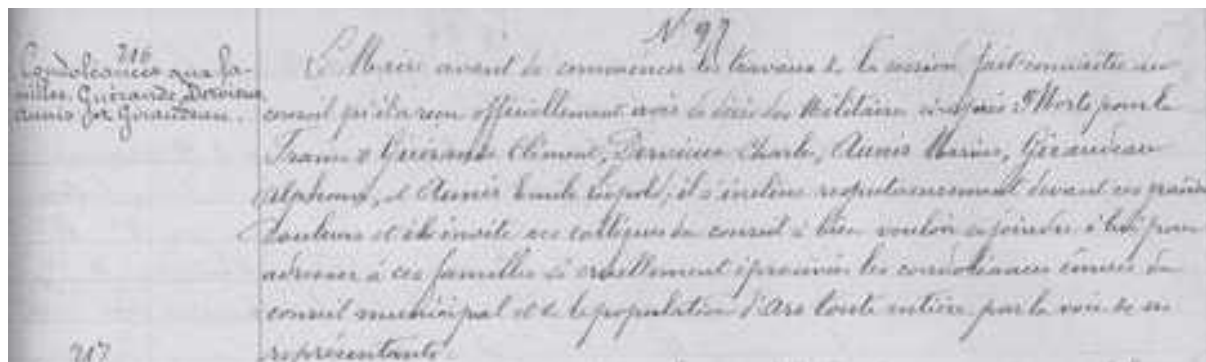 N° 97
216
Condoléances aux fa-
milles Guérande, Dervieux
Aunis for Giraudeau.
Le Maire avant de commencer les travaux de la session fait connaître au
conseil qu'il a reçu officiellement avis du décès des Militaires ci-après Morts pour la
France Guérande Clément, Dervieux Charles, Aunis Marius, Giraudeau
Alphonse, et Aunis Emile Léopold; il s'incline respectueusement devant ces grandes
douleurs et il invite ses collègues du conseil à bien vouloir se joindre à lui pour
adresser à ces familles si cruellement éprouvées les condoléances émues du
conseil municipal et de la population d'Ars toute entière par la voix de ses
représentants.
217